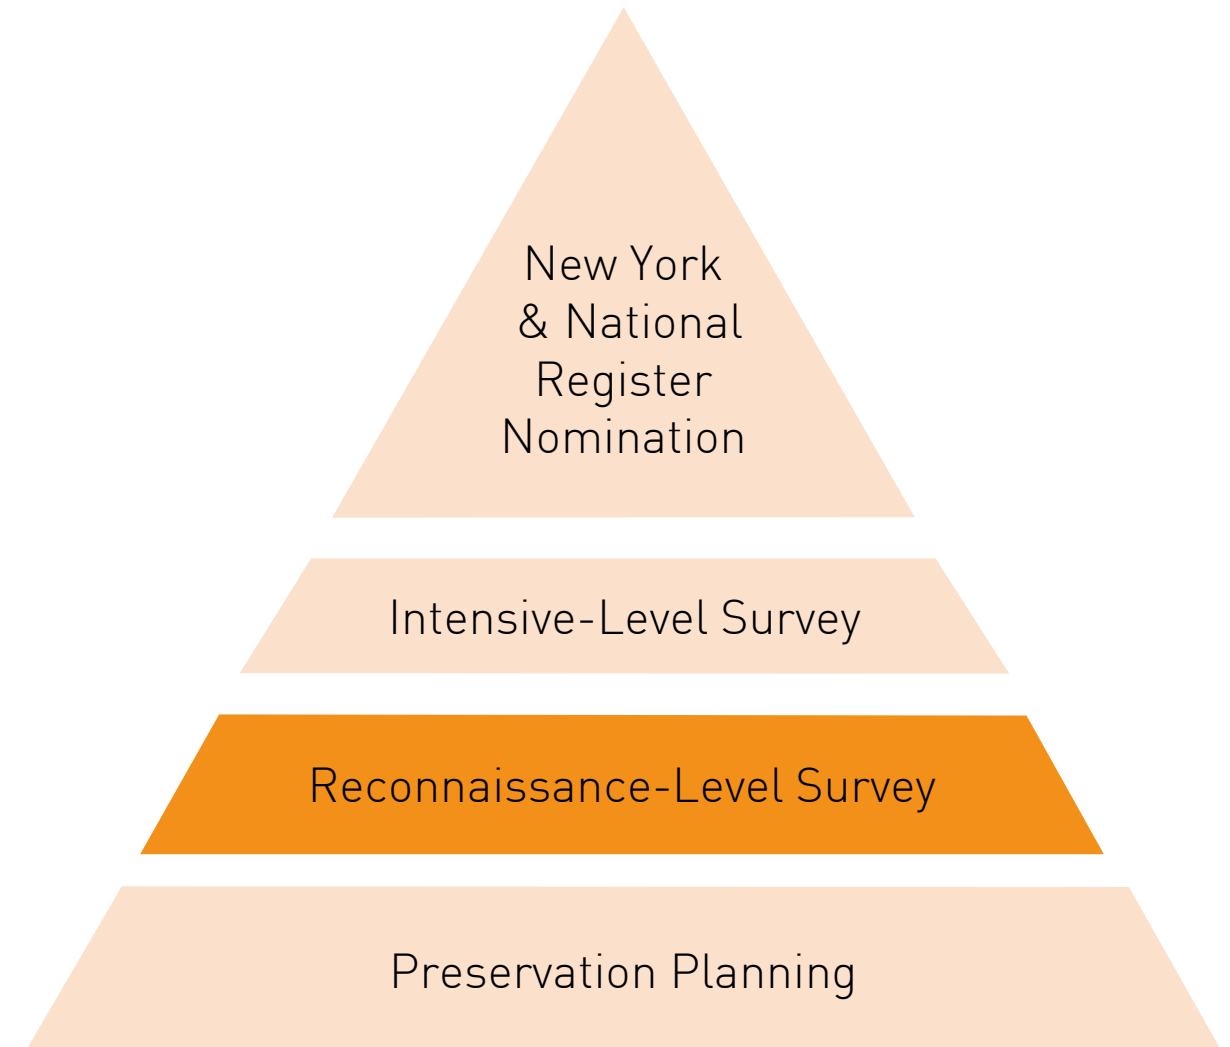 New York
& National
Register
Nomination
Intensive-Level Survey
Reconnaissance-Level Survey
Preservation Planning